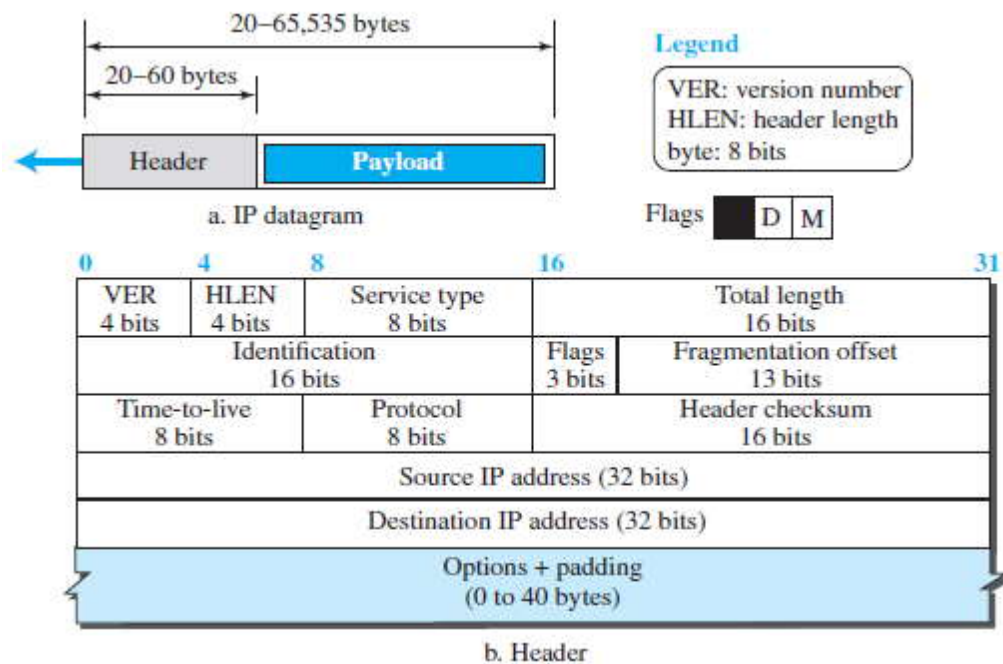 20–65,535 bytes
20–60 bytes
Header
Payload
a. IP datagram
Legend
VER: version number
HLEN: header length
byte: 8 bits
Flags D M
0 4 8 16 31
VER HLEN Service type Total length
4 bits 4 bits 8 bits 16 bits
Identification Flags Fragmentation offset
16 bits 3 bits 13 bits
Time-to-live Protocol Header checksum
8 bits 8 bits 16 bits
Source IP address (32 bits)
Destination IP address (32 bits)
Options + padding
(0 to 40 bytes)
b. Header